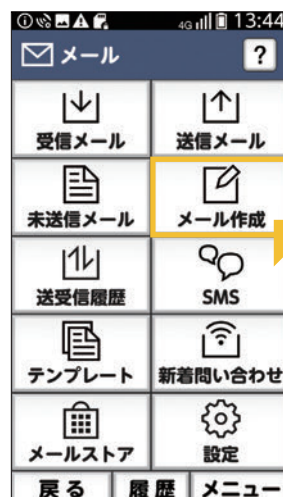 4G 13:44
メール ?
受信メール 送信メール
未送信メール メール作成
送受信履歴 SMS
テンプレート 新着問い合わせ
メールストア 設定
戻る 履歴 メニュー